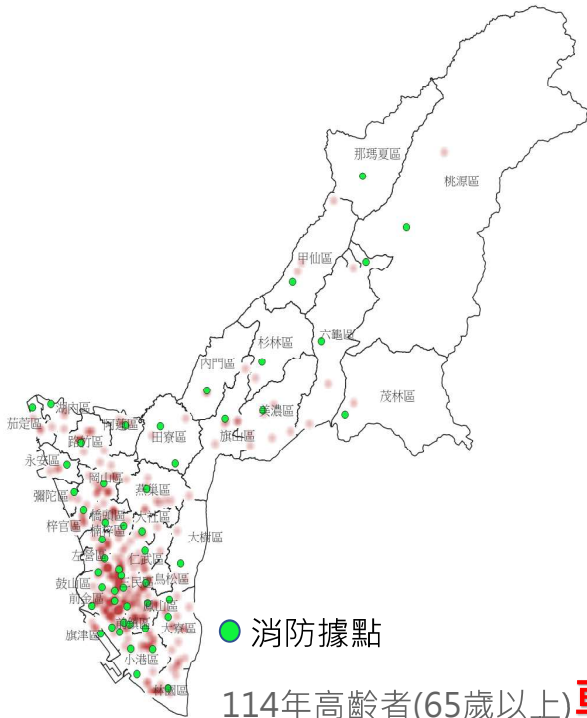 那瑪夏區
桃源區
甲仙區
六龜區
杉林區
內門區
茂林區
美濃區
旗山區
湖內區
茄萣區
阿蓮區
田寮區
路竹區
永安區
岡山區
燕巢區
彌陀區
橋頭區
大社區
梓官區
楠梓區
大樹區
左營區
仁武區
鳥松區
鼓山區
三民區
前金區
鳳山區
旗津區
前鎮區
大寮區
小港區
林園區
消防據點
114年高齡者(65歲以上)